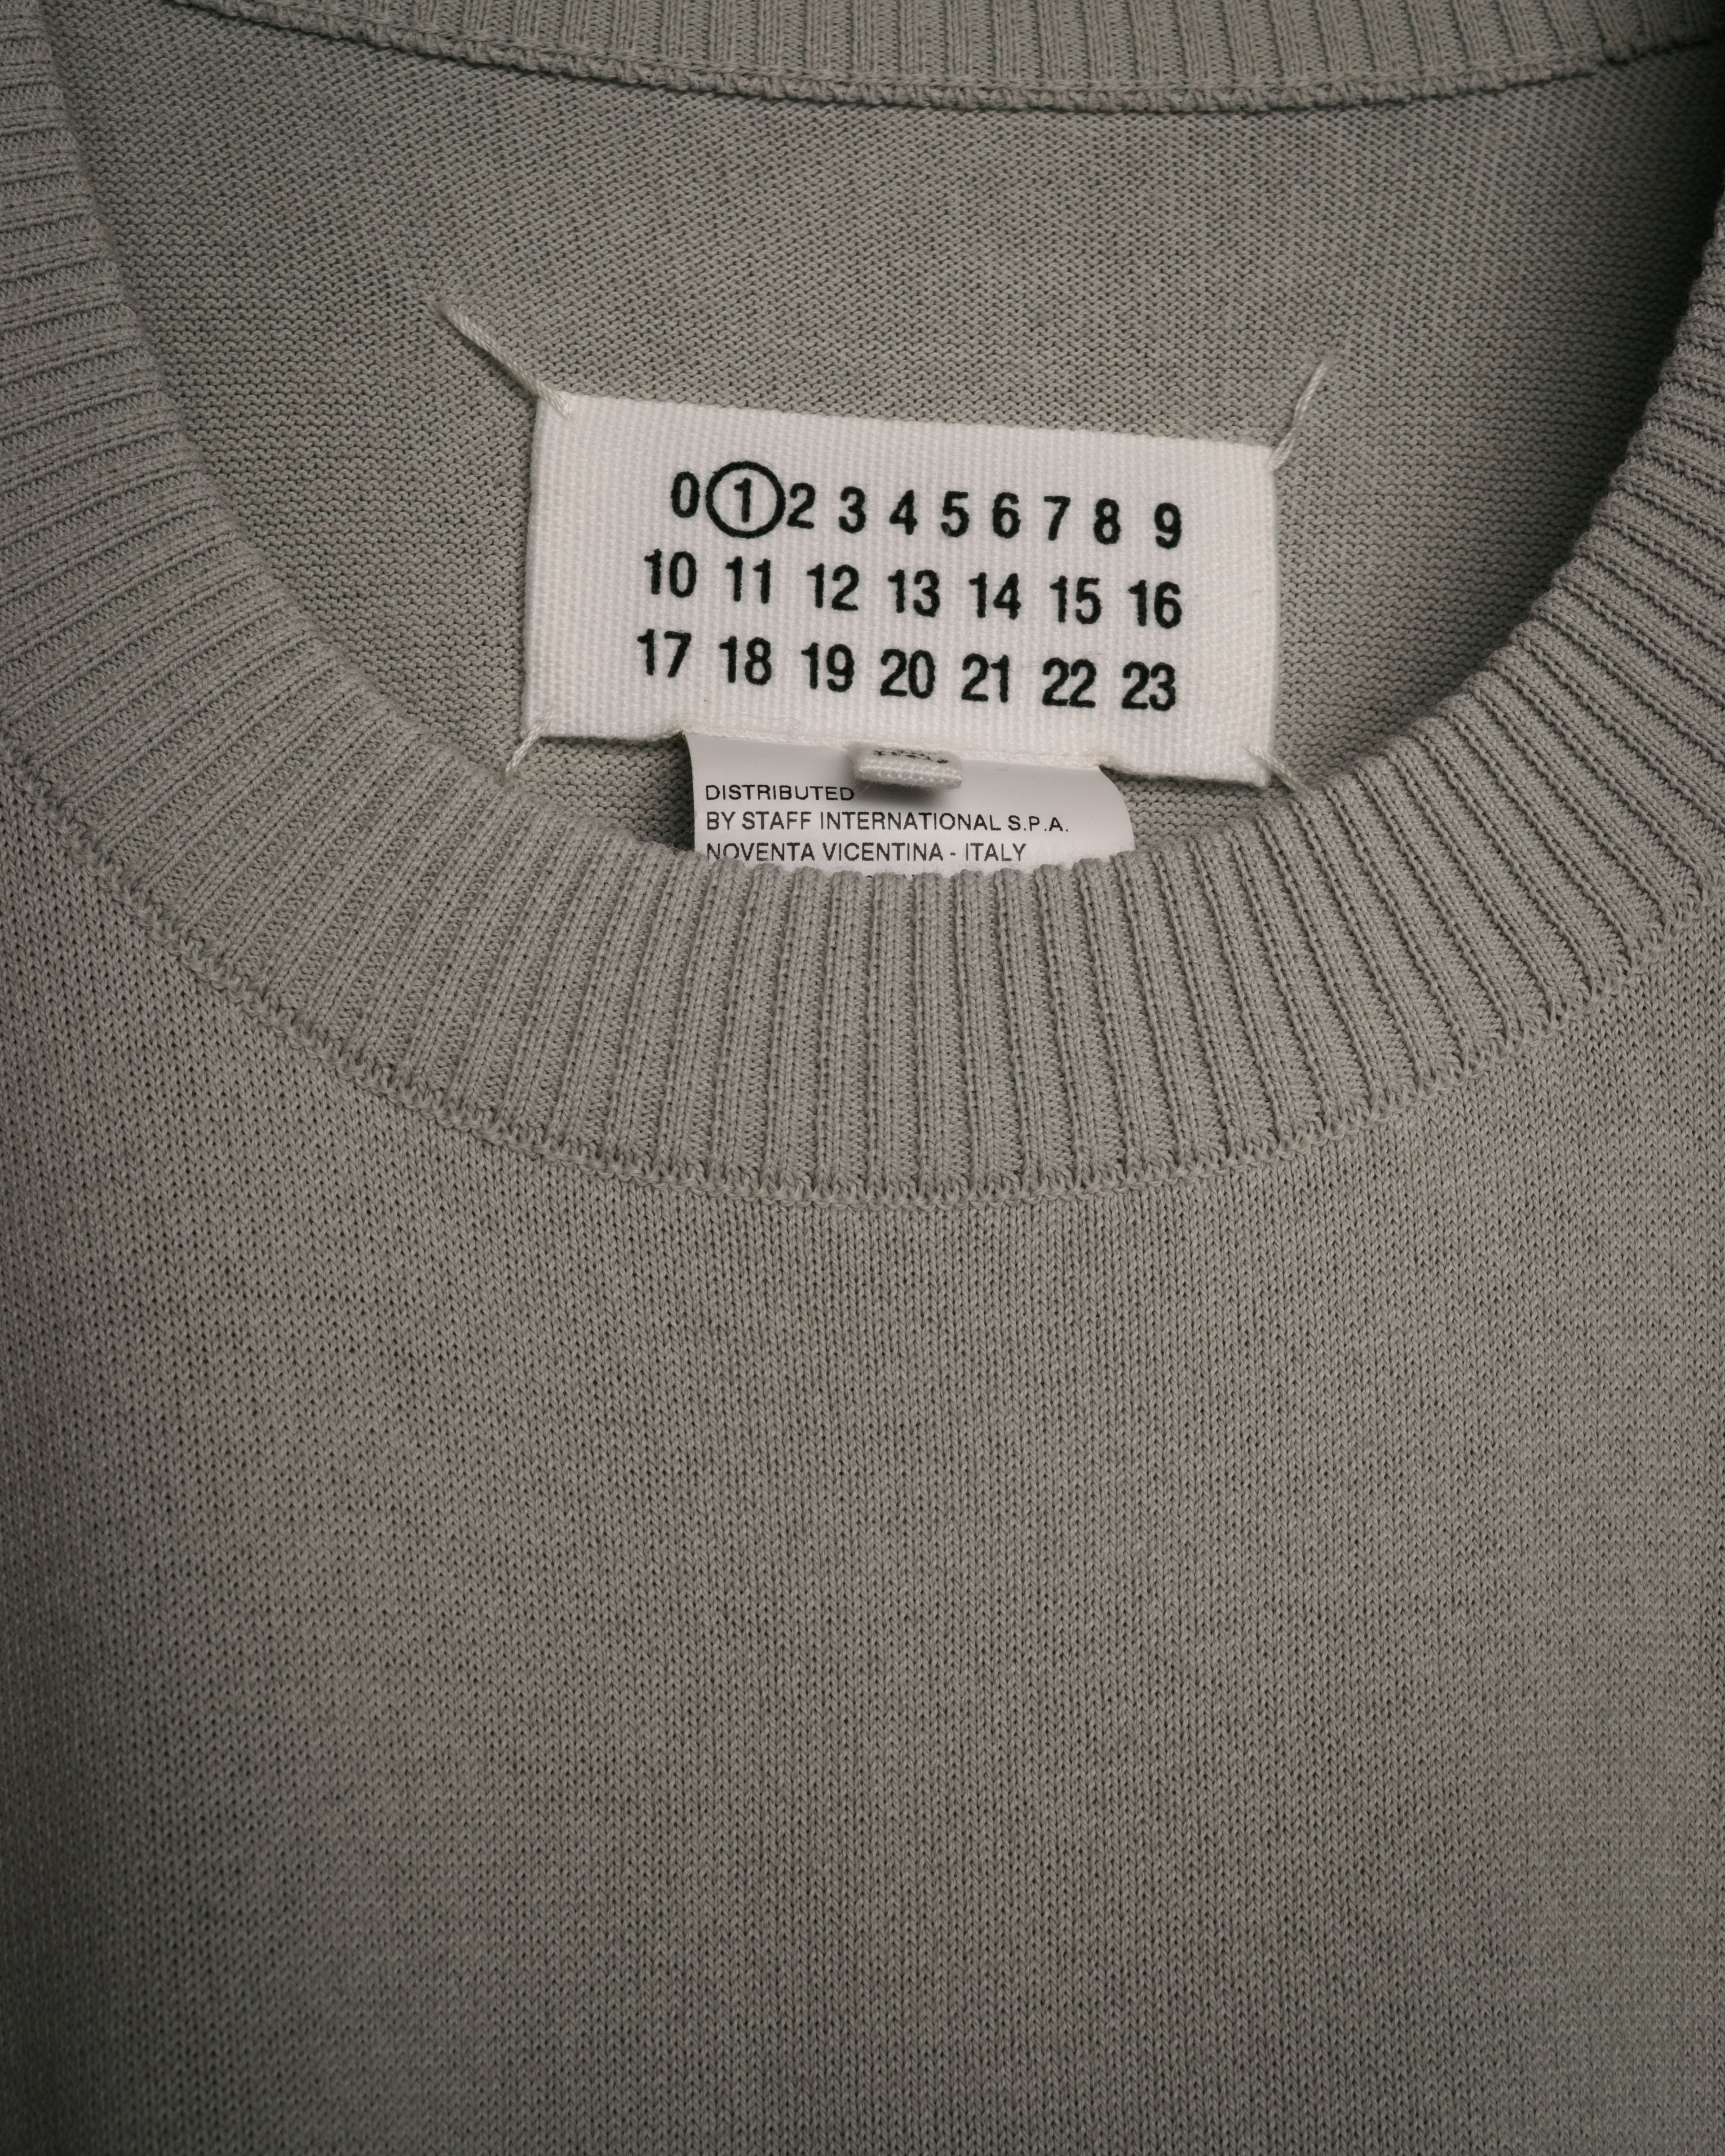 0 1 2 3 4 5 6 7 8 9
10 11 12 13 14 15 16
17 18 19 20 21 22 23
DISTRIBUTED
BY STAFF INTERNATIONAL S.P.A.
NOVENTA VICENTINA - ITALY